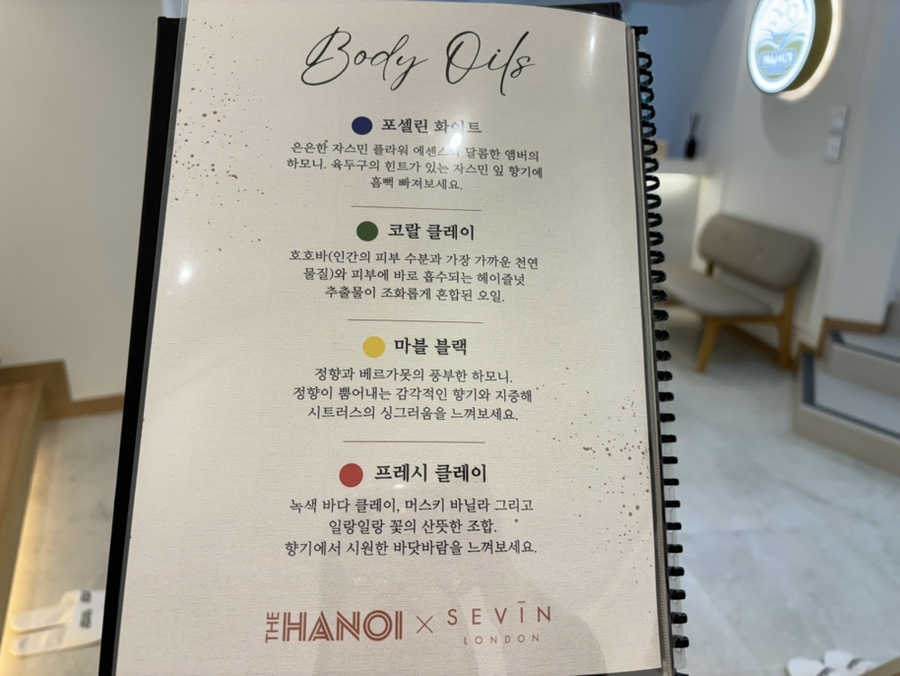 Body Oils
포셀린 화이트
은은한 자스민 플라워 에센스와 달콤한 앰버의
하모니. 육두구의 힌트가 있는 자스민 잎 향기에
흠뻑 빠져보세요.
코랄 클레이
호호바(인간의 피부 수분과 가장 가까운 천연
물질)와 피부에 바로 흡수되는 헤이즐넛
추출물이 조화롭게 혼합된 오일.
마블 블랙
정향과 베르가못의 풍부한 하모니.
정향이 뿜어내는 감각적인 향기와 지중해
시트러스의 싱그러움을 느껴보세요.
프레시 클레이
녹색 바다 클레이, 머스키 바닐라 그리고
일랑일랑 꽃의 산뜻한 조합.
향기에서 시원한 바닷바람을 느껴보세요.
THE HANOI × SEVĪN
LONDON